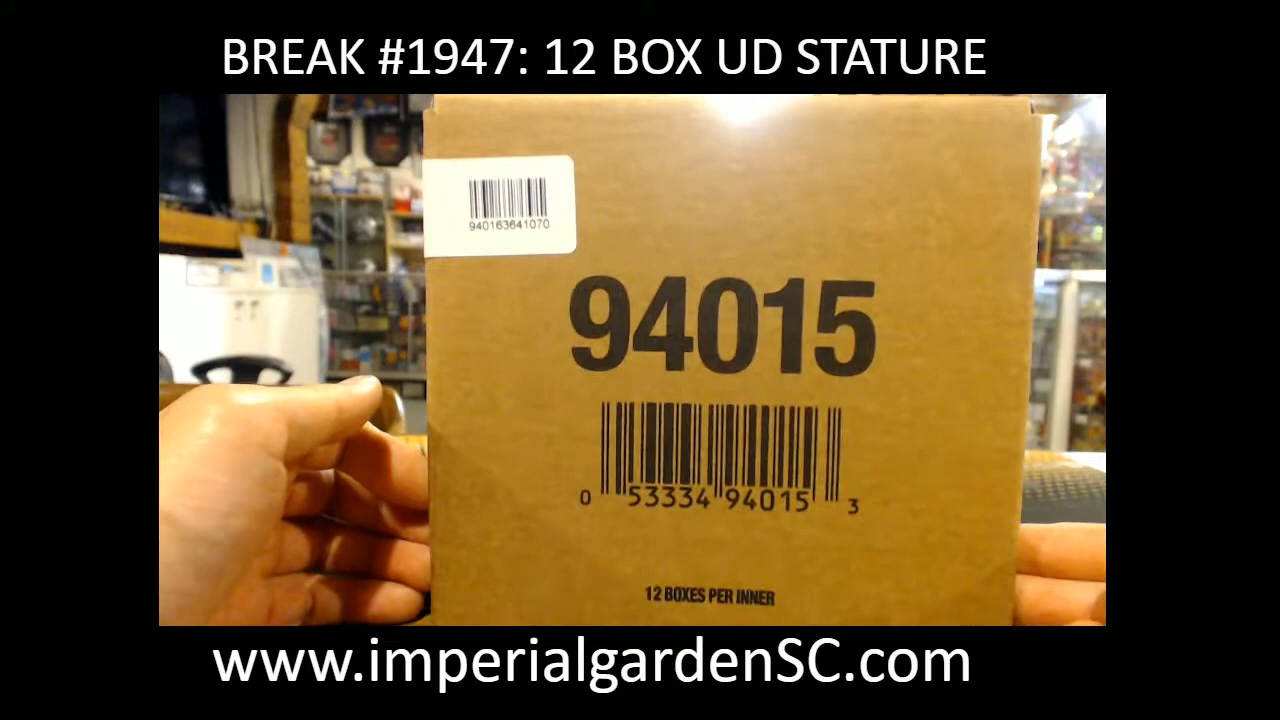 BREAK #1947: 12 BOX UD STATURE
940163641070
94015
0 53334 94015 3
12 BOXES PER INNER
www.imperialgardenSC.com